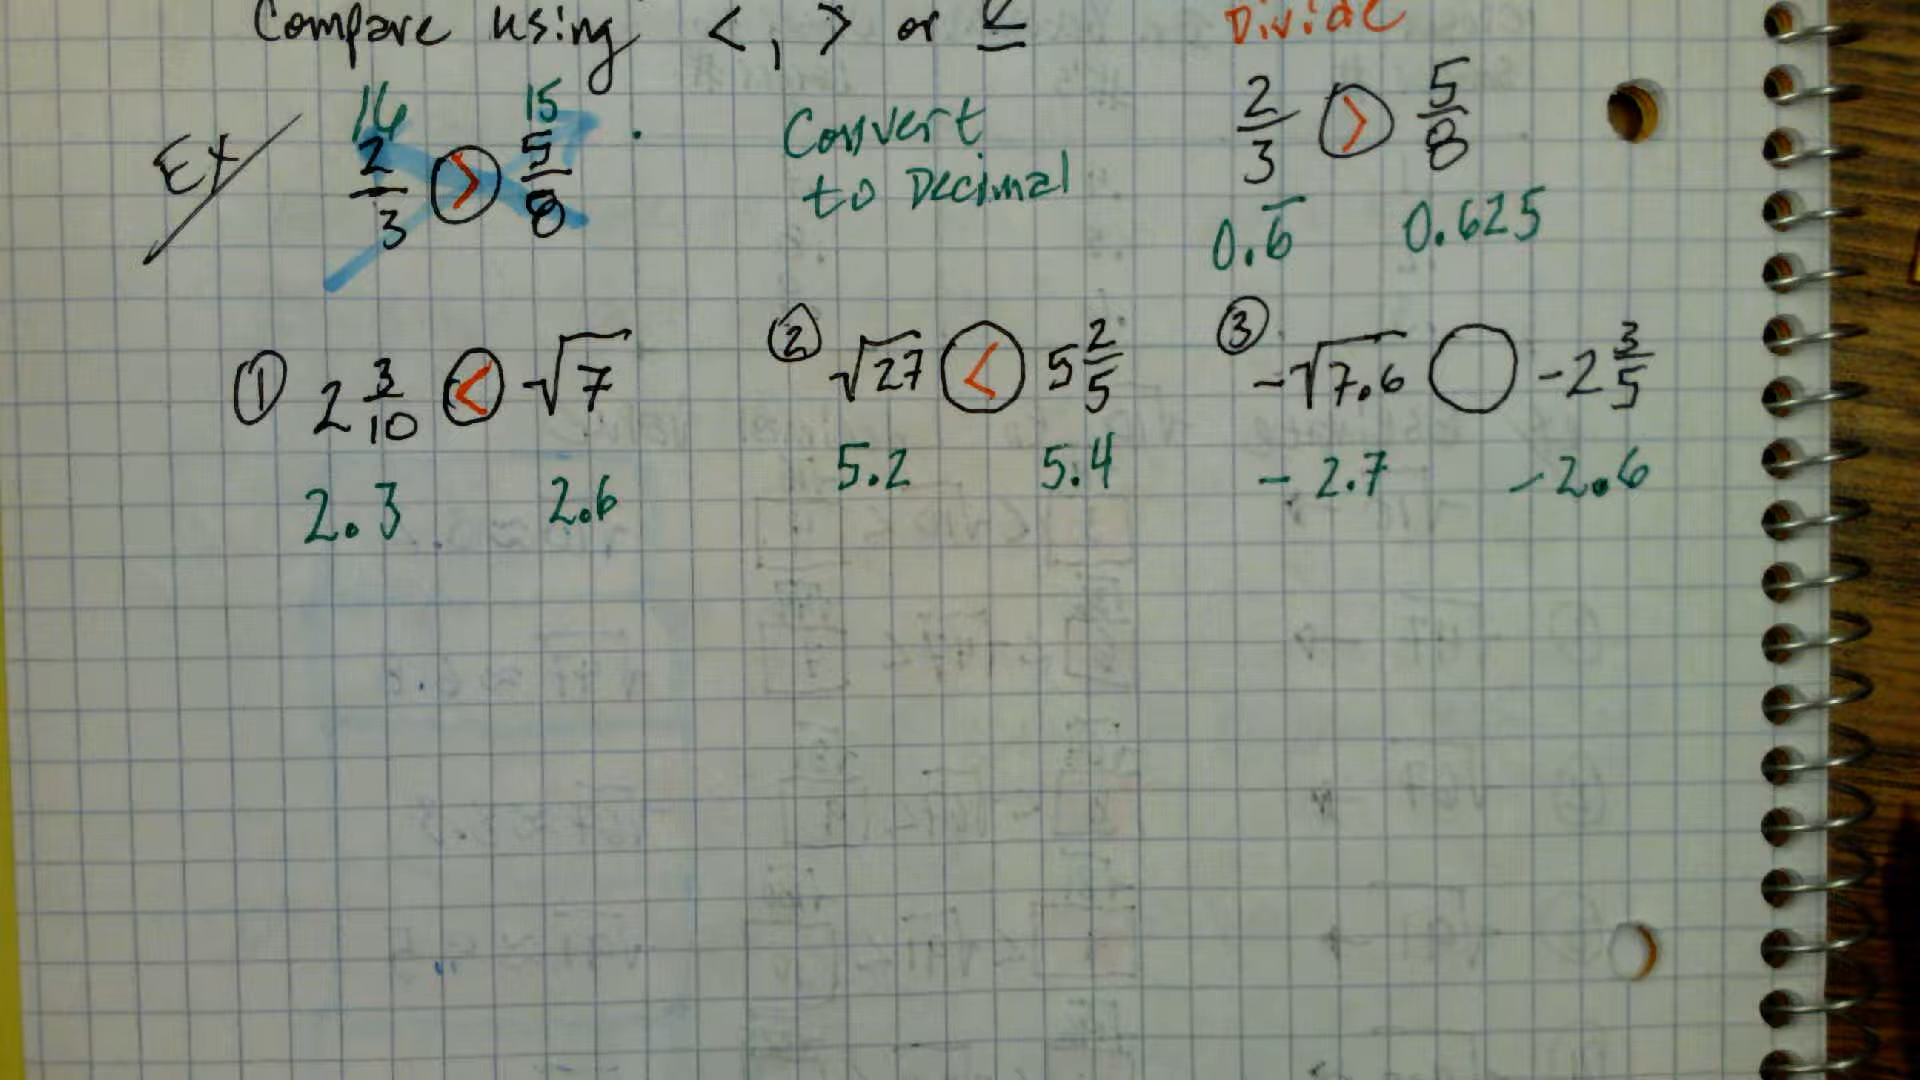 Compare using <, > or =
Divide
Ex
16 15
2/3 > 5/8
Convert
to Decimal
2/3 > 5/8
0.6̅ 0.625
① 2 3/10 < √7
2.3 2.6
② √27 < 5 2/5
5.2 5.4
③ -√7.6 ◯ -2 3/5
-2.7 -2.6